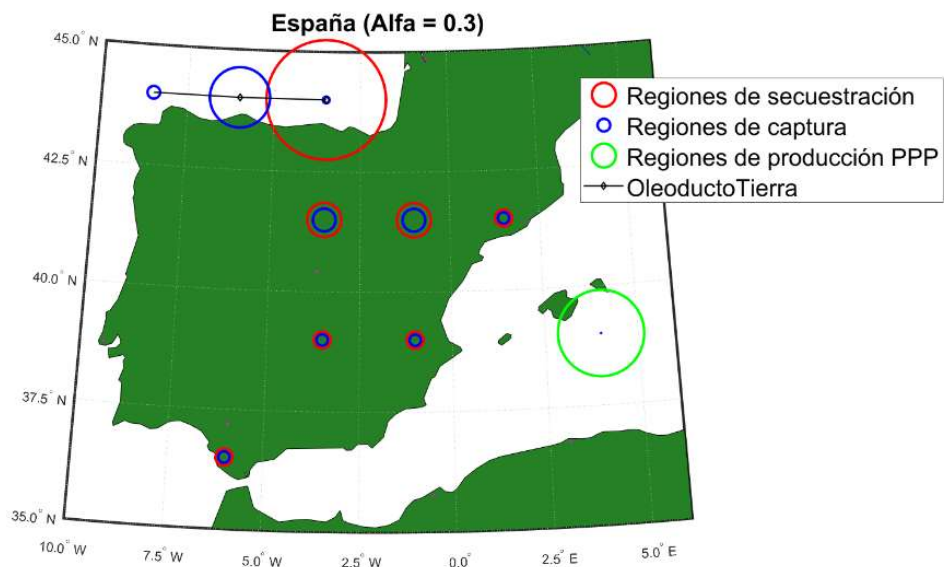 España (Alfa = 0.3)
45.0° N
42.5° N
40.0° N
37.5° N
35.0° N
10.0° W
7.5° W
5.0° W
2.5° W
0.0°
2.5° E
5.0° E
Regiones de secuestración
Regiones de captura
Regiones de producción PPP
OleoductoTierra